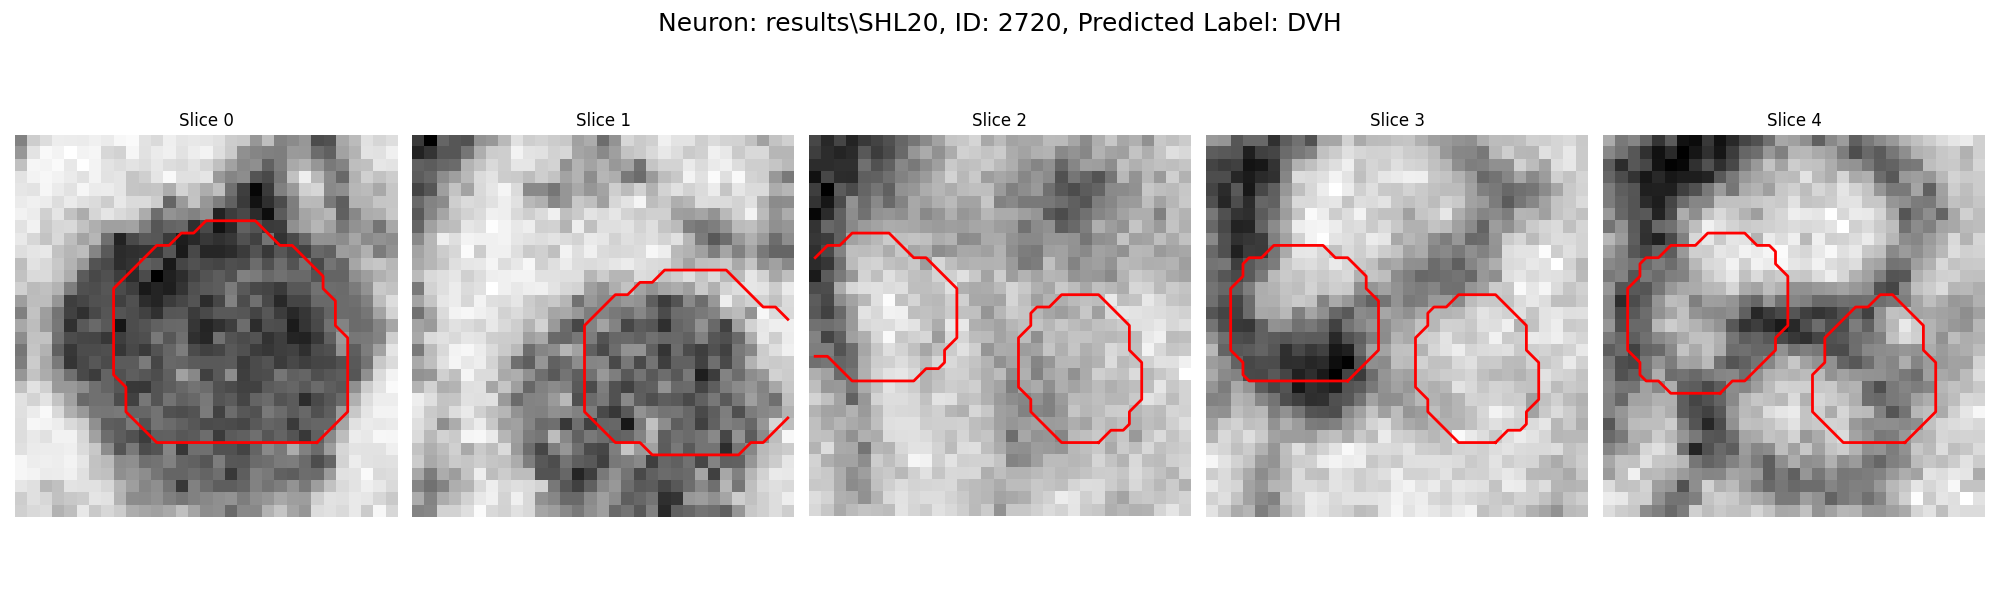 Neuron: results\SHL20, ID: 2720, Predicted Label: DVH
Slice 0
Slice 1
Slice 2
Slice 3
Slice 4